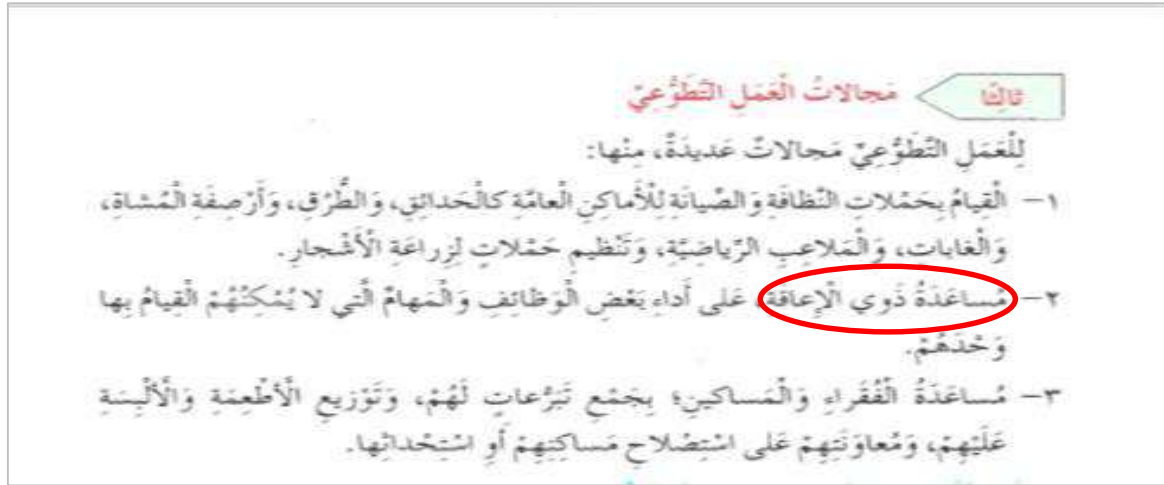 ثالِثًا مَجالاتُ الْعَمَلِ التَّطَوُّعِيِّ
لِلْعَمَلِ التَّطَوُّعِيِّ مَجالاتٌ عَديدَةٌ، مِنْها:
١- الْقِيامُ بِحَمْلاتِ النَّظافَةِ وَالصِّيانَةِ لِلْأَماكِنِ الْعامَّةِ كالْحَدائِقِ، وَالطُّرُقِ، وَأَرْصِفَةِ الْمُشاةِ،
وَالْغاباتِ، وَالْمَلاعِبِ الرِّياضِيَّةِ، وَتَنْظيمِ حَمْلاتٍ لِزِراعَةِ الْأَشْجارِ.
٢- مُساعَدَةُ ذَوي الْإِعاقَةِ عَلى أَداءِ بَعْضِ الْوَظائِفِ وَالْمَهامِّ الَّتي لا يُمْكِنُهُمْ الْقِيامُ بِها
وَحْدَهُمْ.
٣- مُساعَدَةُ الْفُقَراءِ وَالْمَساكينِ؛ بِجَمْعِ تَبَرُّعاتٍ لَهُمْ، وَتَوْزيعِ الْأَطْعِمَةِ وَالْأَلْبِسَةِ
عَلَيْهِمْ، وَمُعاوَنَتِهِمْ عَلى اسْتِصْلاحِ مَساكِنِهِمْ أَوِ اسْتِحْداثِها.